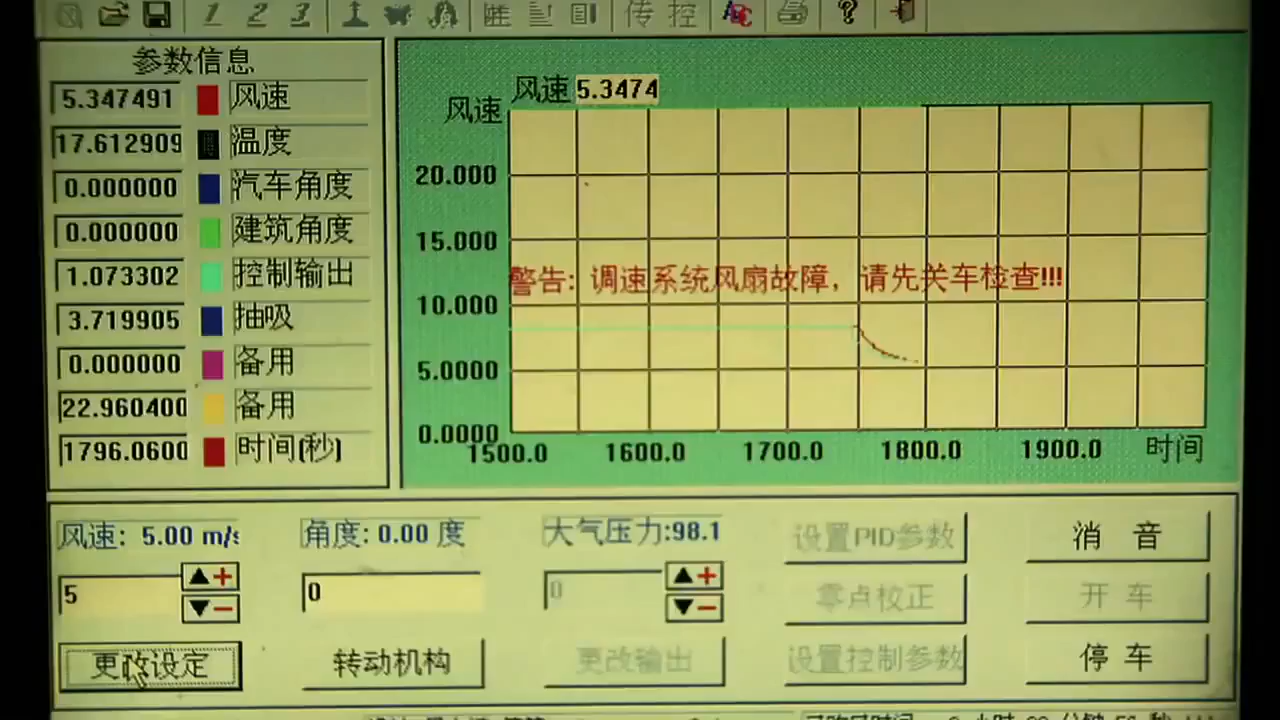 1 2 3 传 控 ?
参数信息
5.347491 风速
17.612909 温度
0.000000 汽车角度
0.000000 建筑角度
1.073302 控制输出
3.719905 抽吸
0.000000 备用
22.960400 备用
1796.0600 时间(秒)
风速 5.3474
风速
20.000
15.000
警告: 调速系统风扇故障, 请先关车检查!!!
10.000
5.0000
0.0000
1500.0 1600.0 1700.0 1800.0 1900.0 时间
风速: 5.00 m/s 角度: 0.00 度 大气压力:98.1 设置PID参数 消 音
5 0 0 零点校正 开 车
更改设定 转动机构 更改输出 设置控制参数 停 车